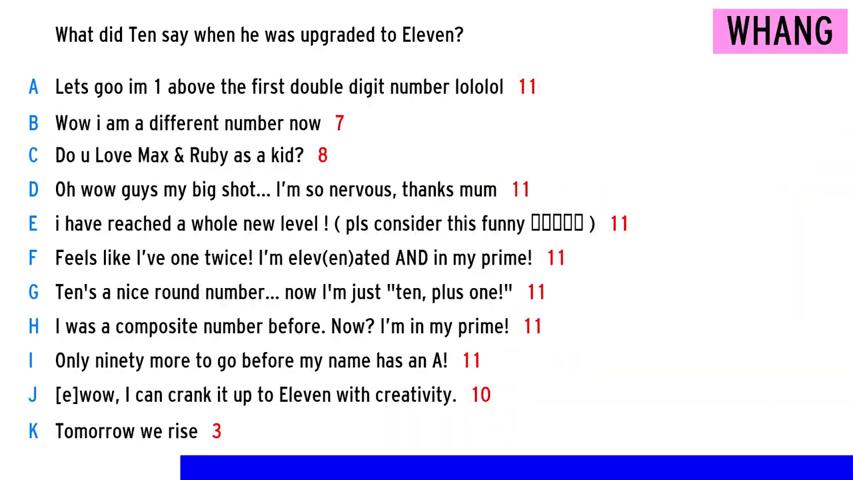 What did Ten say when he was upgraded to Eleven?
WHANG
A Lets goo im 1 above the first double digit number lololol 11
B Wow i am a different number now 7
C Do u Love Max & Ruby as a kid? 8
D Oh wow guys my big shot... I'm so nervous, thanks mum 11
E i have reached a whole new level ! ( pls consider this funny ▯▯▯▯▯ ) 11
F Feels like I've one twice! I'm elev(en)ated AND in my prime! 11
G Ten's a nice round number... now I'm just "ten, plus one!" 11
H I was a composite number before. Now? I'm in my prime! 11
I Only ninety more to go before my name has an A! 11
J [e]wow, I can crank it up to Eleven with creativity. 10
K Tomorrow we rise 3